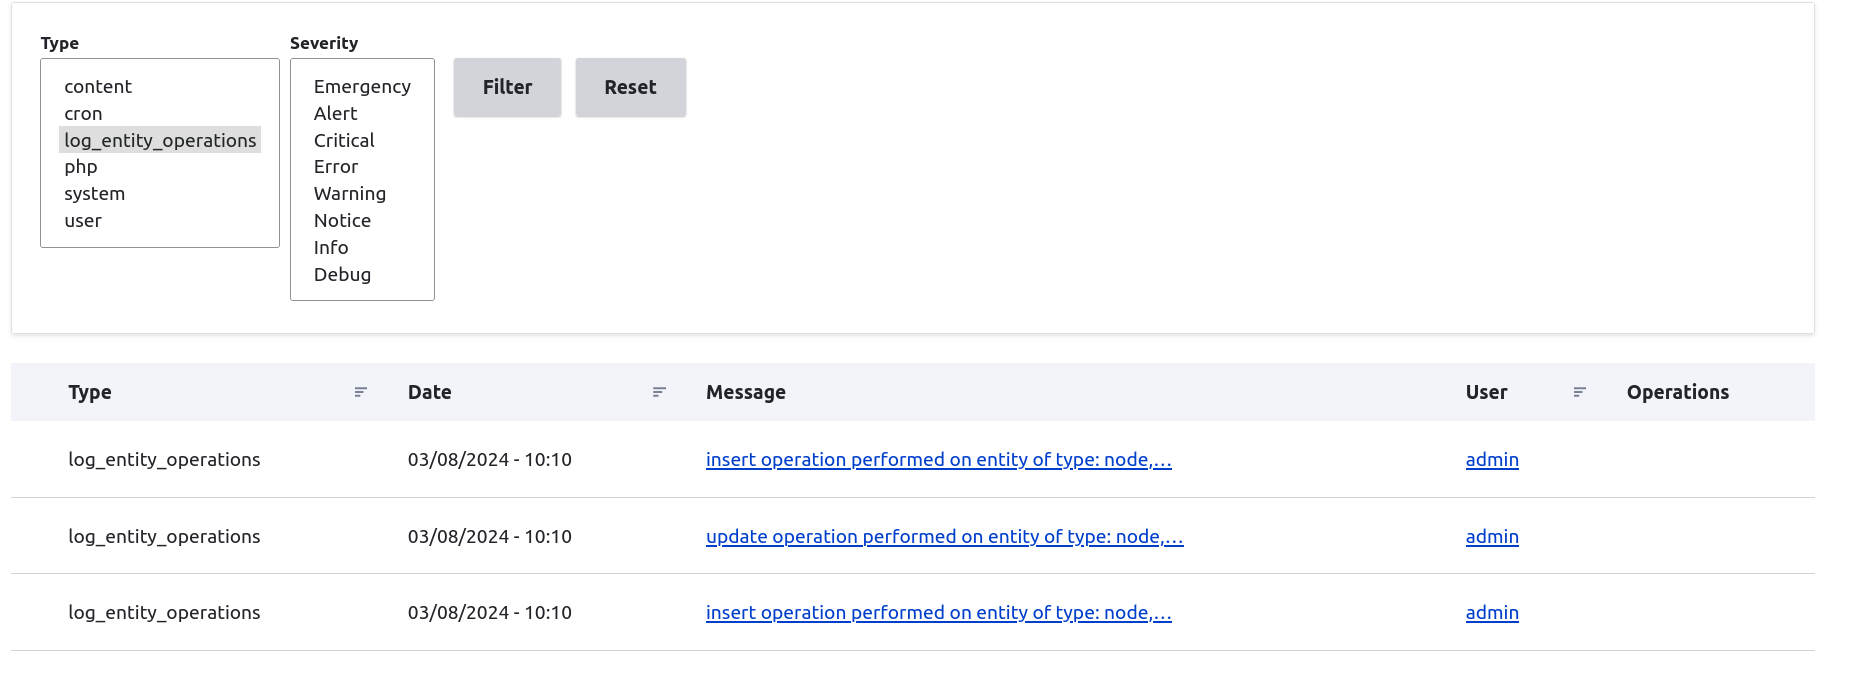 Type
content
cron
log_entity_operations
php
system
user
Severity
Emergency
Alert
Critical
Error
Warning
Notice
Info
Debug
Filter
Reset
Type Date Message User Operations
log_entity_operations 03/08/2024 - 10:10 insert operation performed on entity of type: node,… admin
log_entity_operations 03/08/2024 - 10:10 update operation performed on entity of type: node,… admin
log_entity_operations 03/08/2024 - 10:10 insert operation performed on entity of type: node,… admin